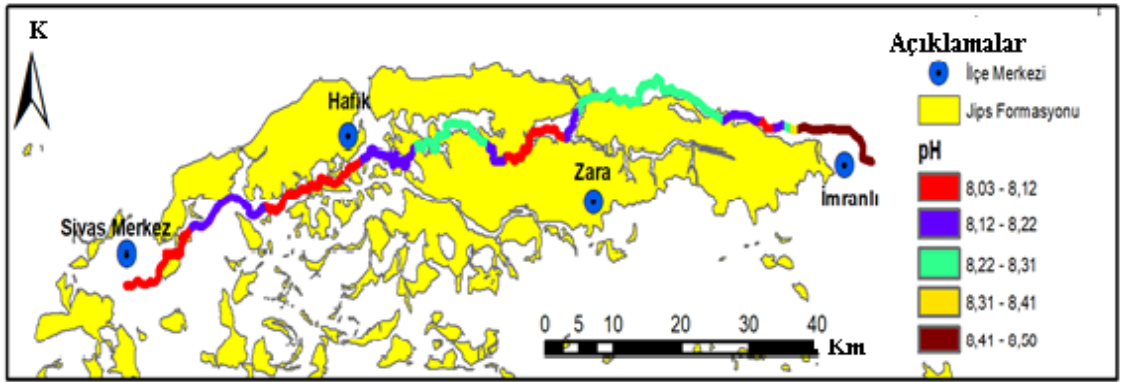 K
Hafik
Zara
İmranlı
Sivas Merkez
0 5 10 20 30 40
Km
Açıklamalar
İlçe Merkezi
Jips Formasyonu
pH
8,03 - 8,12
8,12 - 8,22
8,22 - 8,31
8,31 - 8,41
8,41 - 8,50